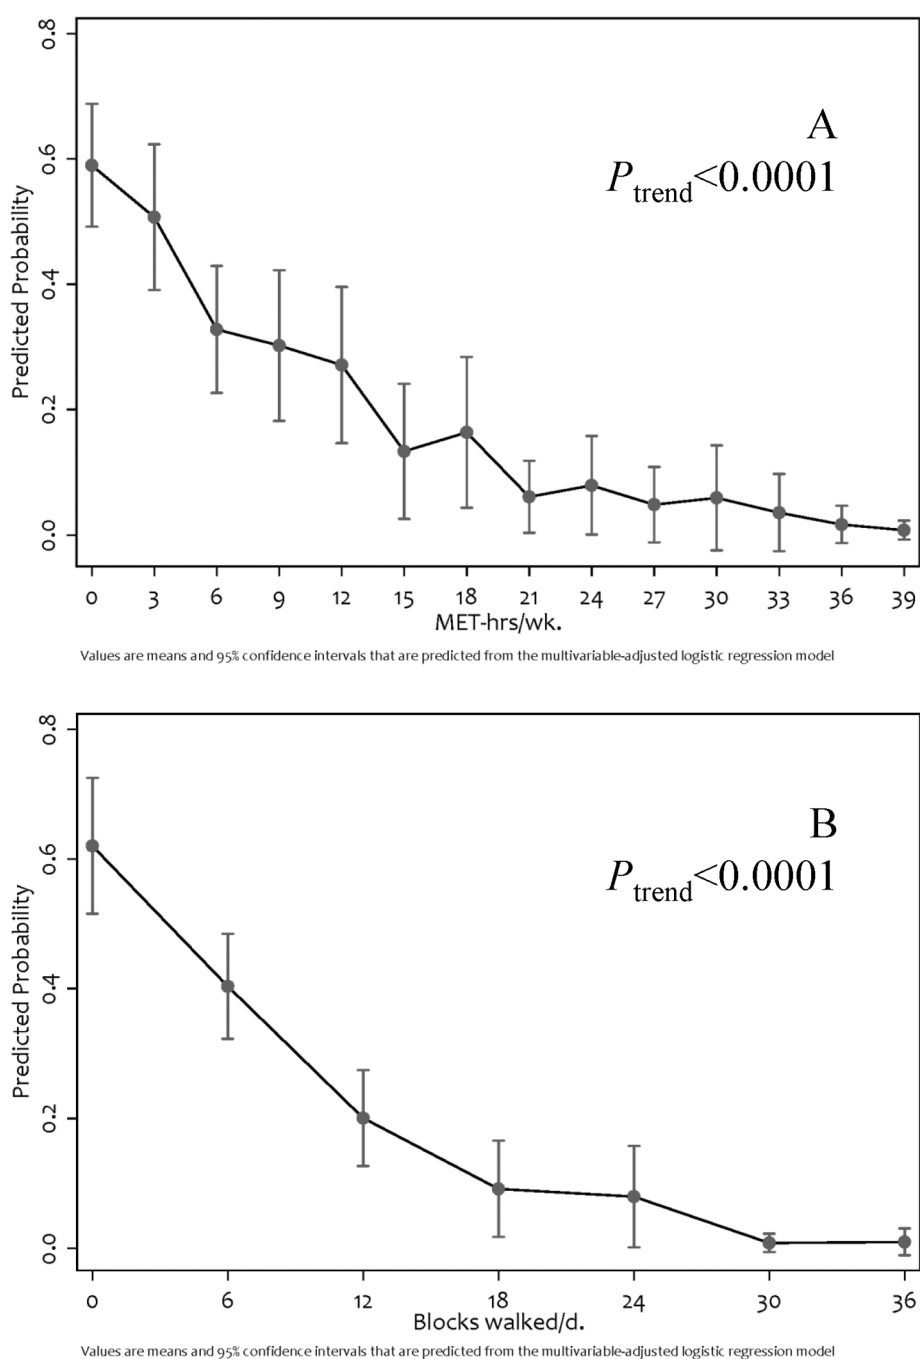 A
P trend<0.0001
Predicted Probability
0.8
0.6
0.4
0.2
0.0
0 3 6 9 12 15 18 21 24 27 30 33 36 39
MET-hrs/wk.
Values are means and 95% confidence intervals that are predicted from the multivariable-adjusted logistic regression model
B
P trend<0.0001
Predicted Probability
0.8
0.6
0.4
0.2
0.0
0 6 12 18 24 30 36
Blocks walked/d.
Values are means and 95% confidence intervals that are predicted from the multivariable-adjusted logistic regression model